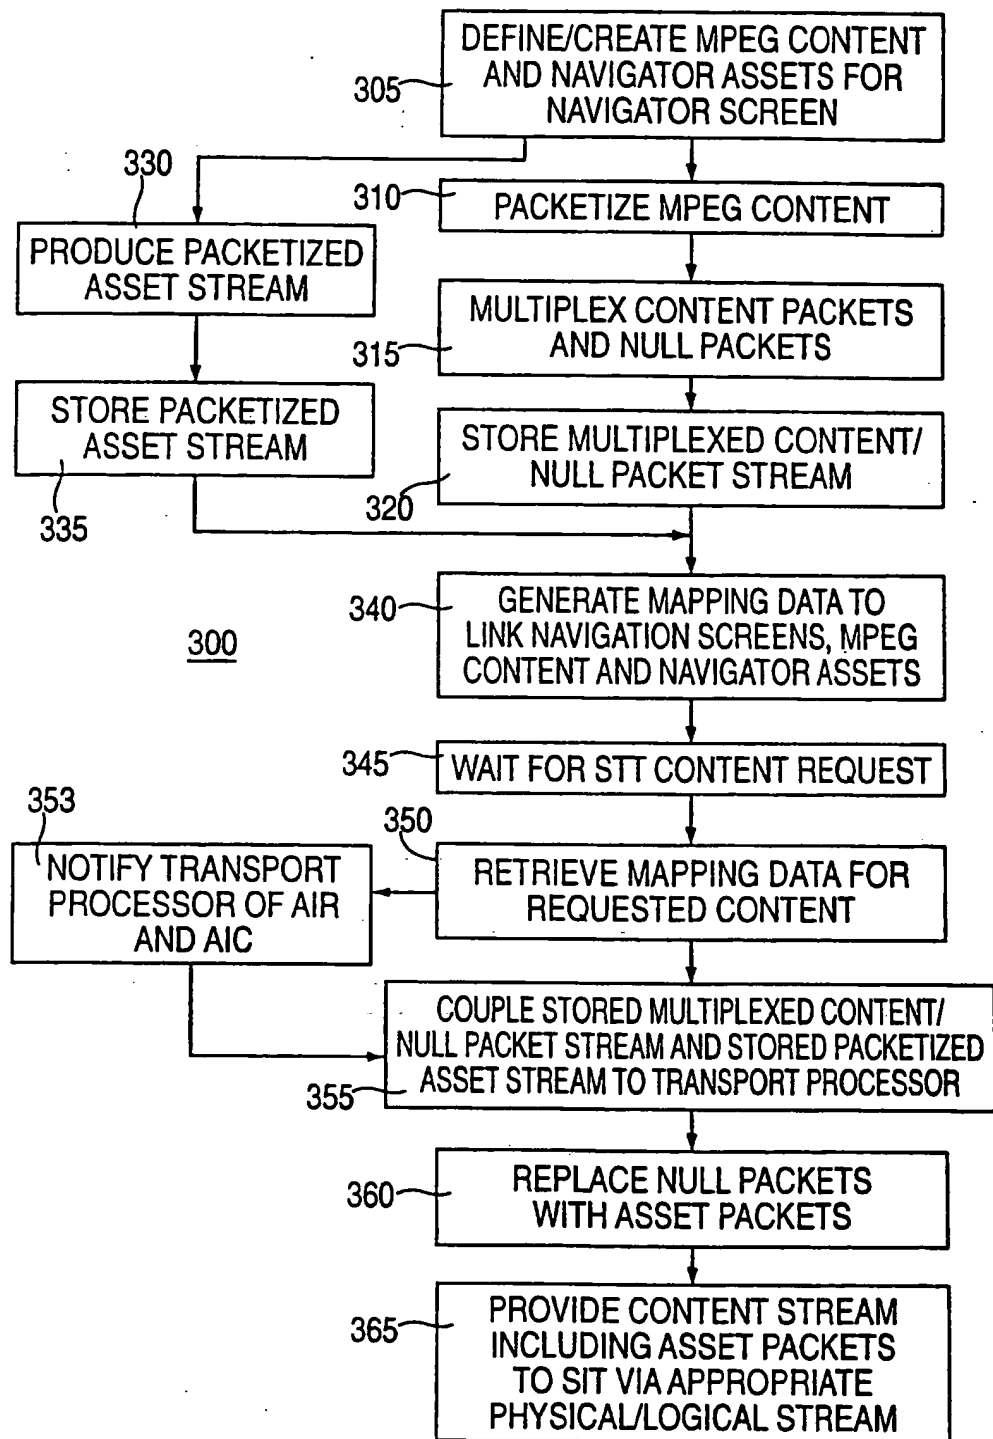 305
DEFINE/CREATE MPEG CONTENT
AND NAVIGATOR ASSETS FOR
NAVIGATOR SCREEN
330
PRODUCE PACKETIZED
ASSET STREAM
310
PACKETIZE MPEG CONTENT
315
MULTIPLEX CONTENT PACKETS
AND NULL PACKETS
STORE PACKETIZED
ASSET STREAM
335
STORE MULTIPLEXED CONTENT/
NULL PACKET STREAM
320
300
340
GENERATE MAPPING DATA TO
LINK NAVIGATION SCREENS, MPEG
CONTENT AND NAVIGATOR ASSETS
345
WAIT FOR STT CONTENT REQUEST
350
RETRIEVE MAPPING DATA FOR
REQUESTED CONTENT
353
NOTIFY TRANSPORT
PROCESSOR OF AIR
AND AIC
COUPLE STORED MULTIPLEXED CONTENT/
NULL PACKET STREAM AND STORED PACKETIZED
ASSET STREAM TO TRANSPORT PROCESSOR
355
360
REPLACE NULL PACKETS
WITH ASSET PACKETS
365
PROVIDE CONTENT STREAM
INCLUDING ASSET PACKETS
TO SIT VIA APPROPRIATE
PHYSICAL/LOGICAL STREAM